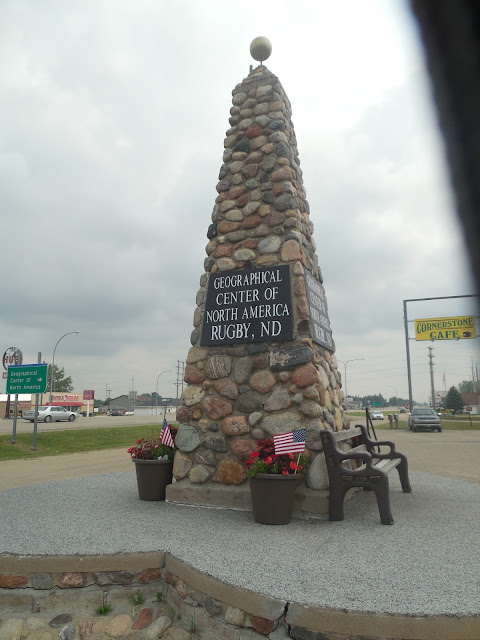 GEOGRAPHICAL
CENTER OF
NORTH AMERICA
RUGBY, ND
Geographical
Center of
North America
CORNERSTONE
CAFE